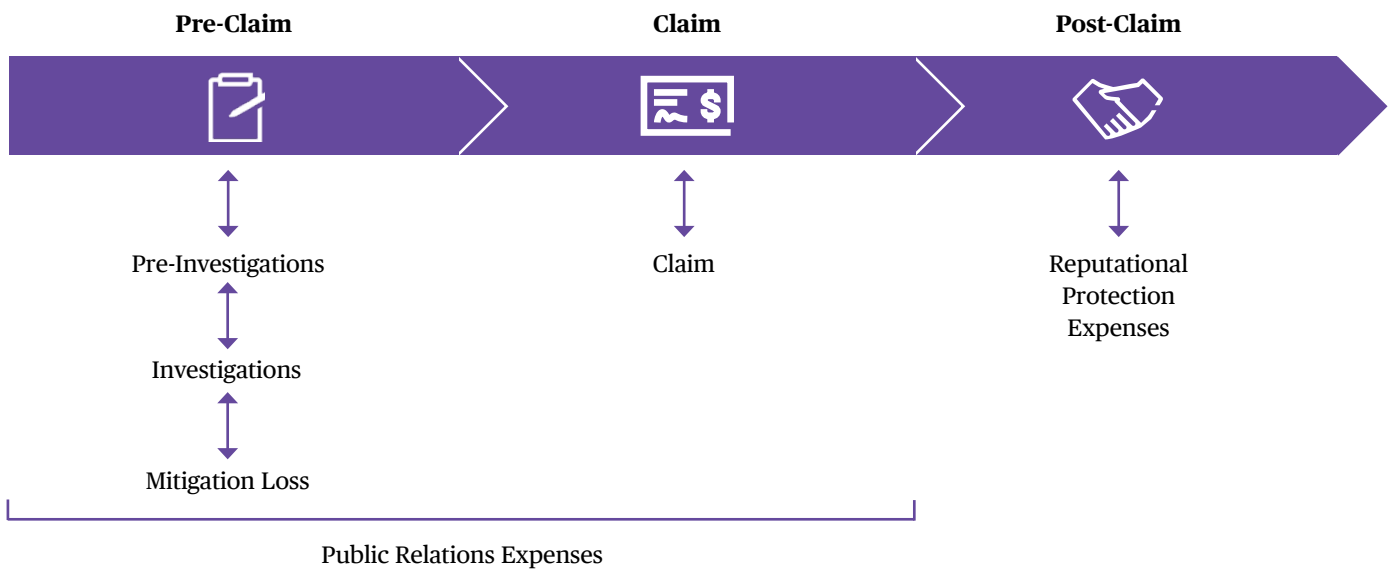 Pre-Claim
Claim
Post-Claim
$
Pre-Investigations
Claim
Reputational
Protection
Expenses
Investigations
Mitigation Loss
Public Relations Expenses